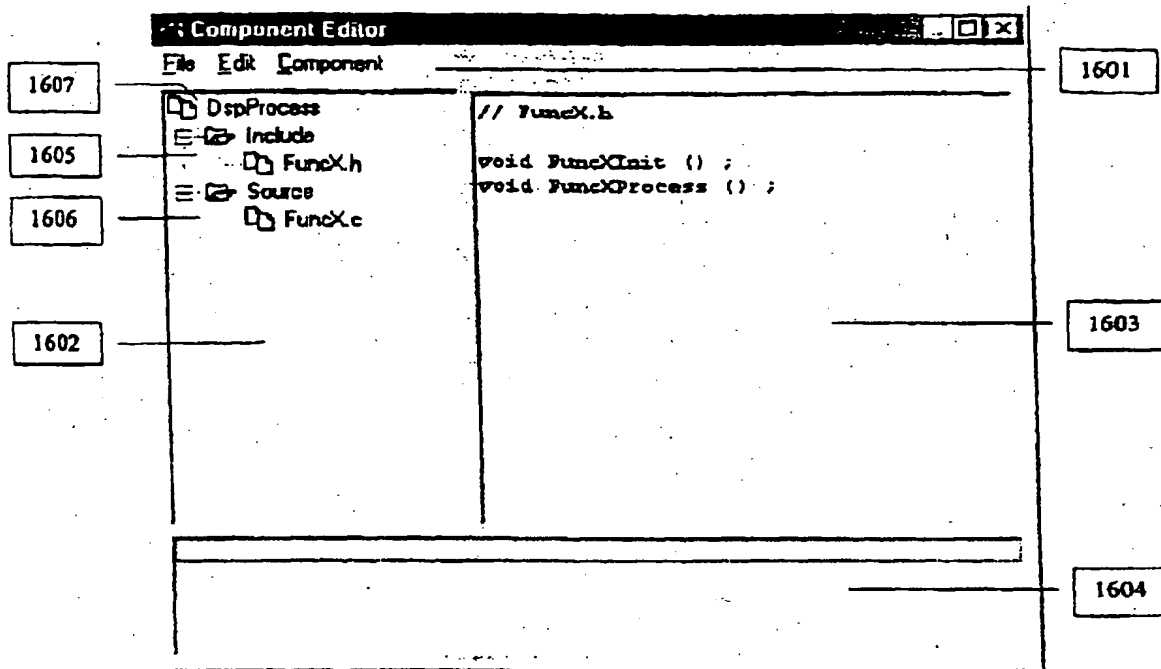 Component Editor
File Edit Component
1601
1607
DspProcess
// FuncX.h
Include
1605
FuncX.h
void FuncXInit () ;
Source
void FuncXProcess () ;
1606
FuncX.c
1602
1603
1604